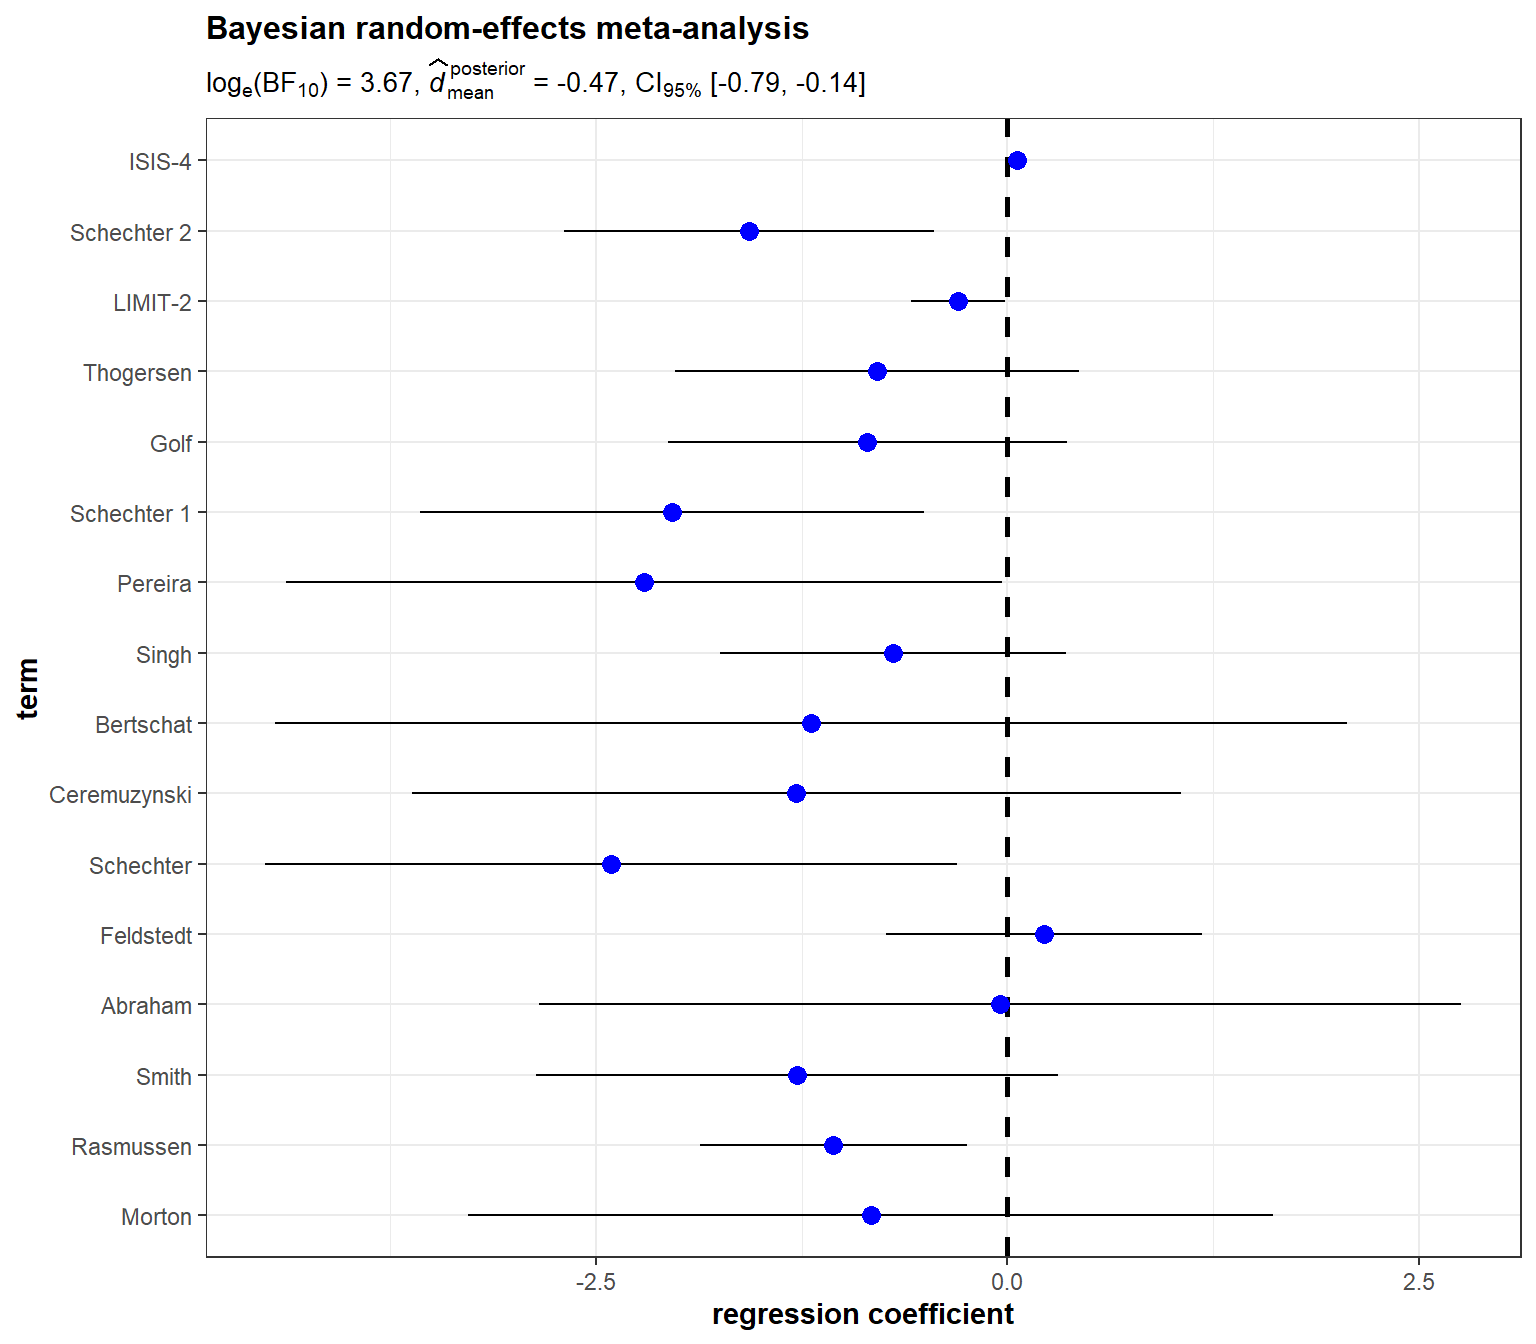 Bayesian random-effects meta-analysis
logₑ(BF₁₀) = 3.67, d̂ posterior mean = -0.47, CI₉₅% [-0.79, -0.14]
ISIS-4
Schechter 2
LIMIT-2
Thogersen
Golf
Schechter 1
Pereira
Singh
Bertschat
Ceremuzynski
Schechter
Feldstedt
Abraham
Smith
Rasmussen
Morton
term
-2.5 0.0 2.5
regression coefficient